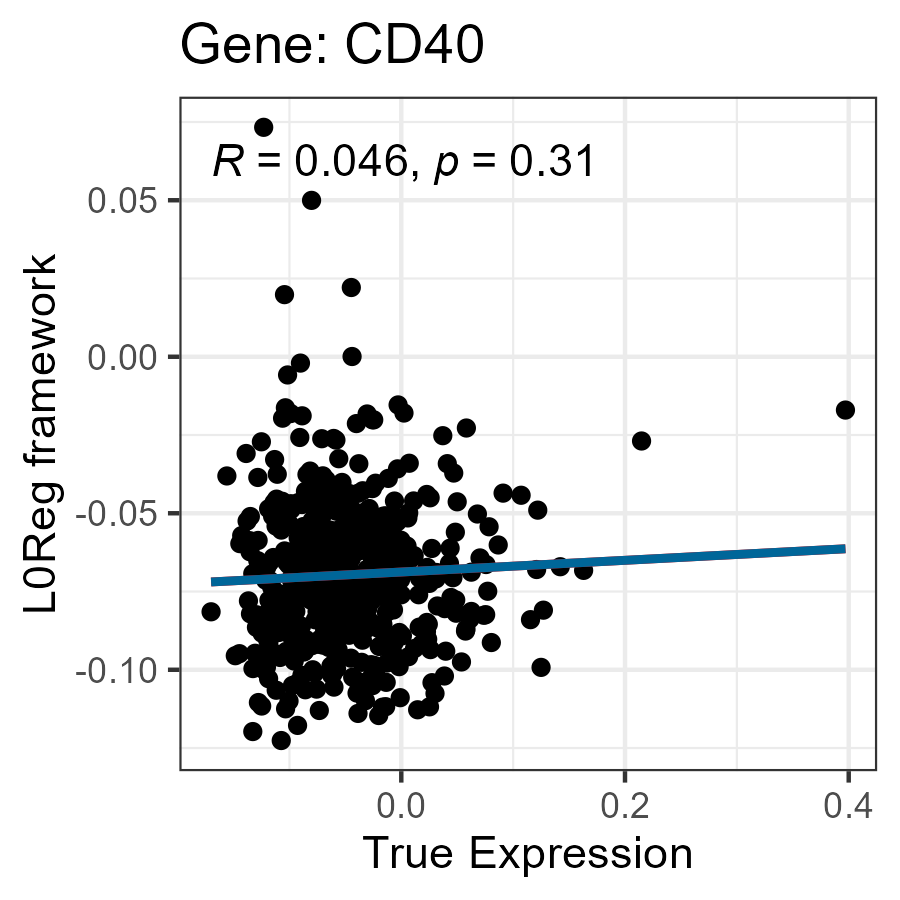 Gene: CD40
R = 0.046, p = 0.31
L0Reg framework
0.05
0.00
-0.05
-0.10
0.0
0.2
0.4
True Expression